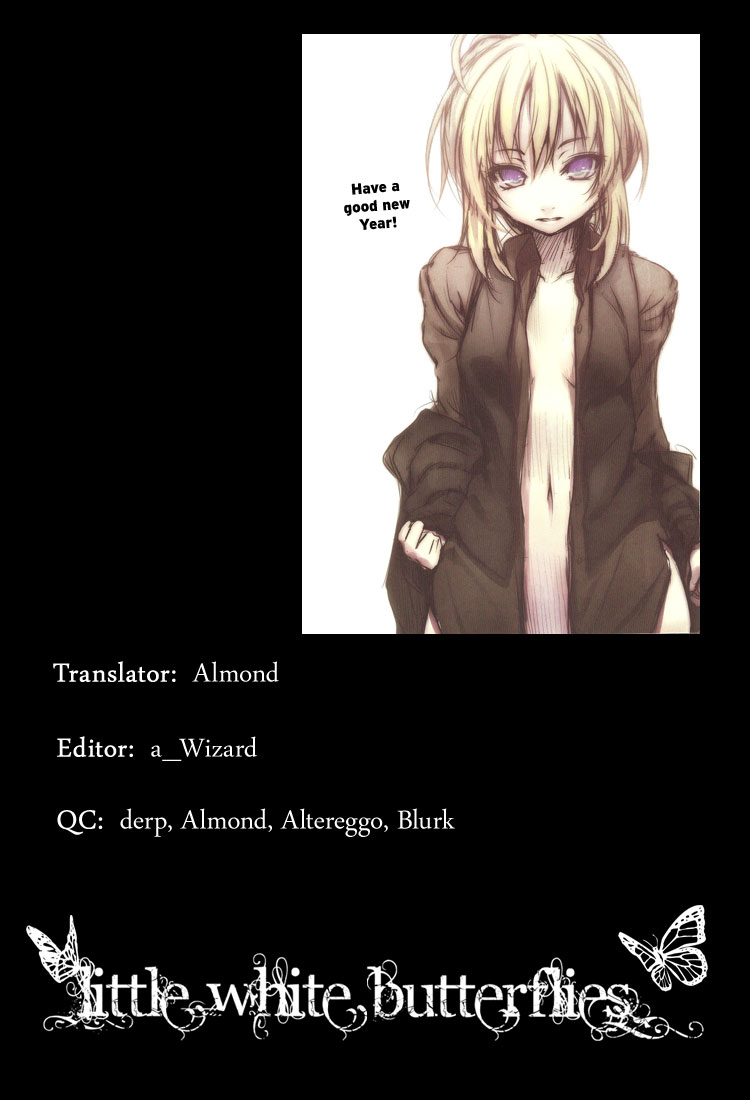 Have a
good new
Year!
Translator: Almond
Editor: a_Wizard
QC: derp, Almond, Altereggo, Blurk
little white butterflies